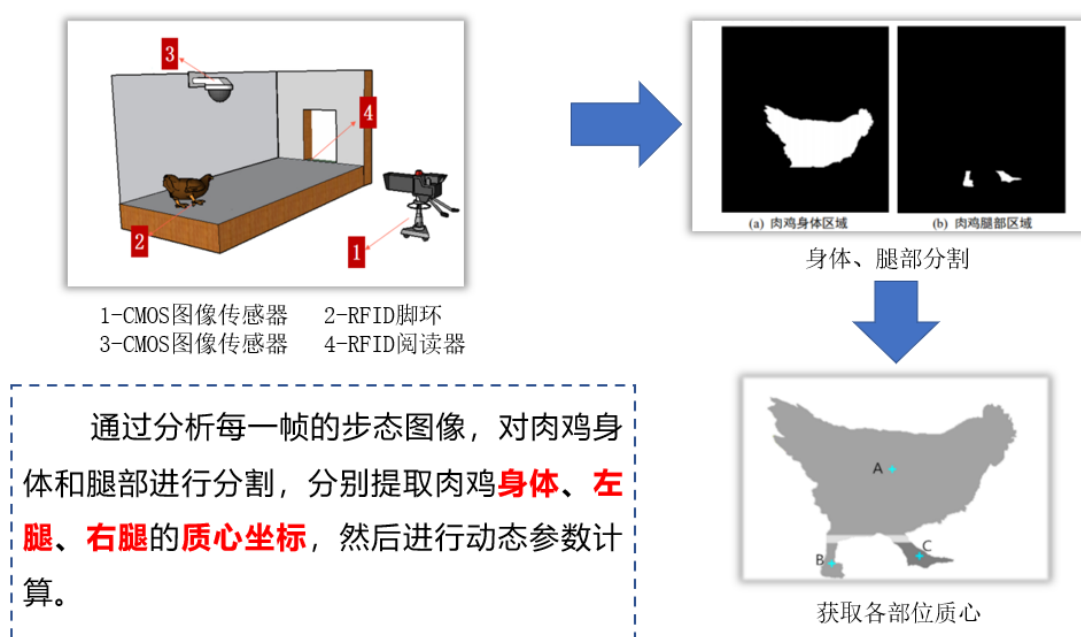 3
4
2
1
1-CMOS图像传感器 2-RFID脚环
3-CMOS图像传感器 4-RFID阅读器
(a) 肉鸡身体区域 (b) 肉鸡腿部区域
身体、腿部分割
通过分析每一帧的步态图像，对肉鸡身
体和腿部进行分割，分别提取肉鸡身体、左
腿、右腿的质心坐标，然后进行动态参数计
算。
A
B
C
获取各部位质心